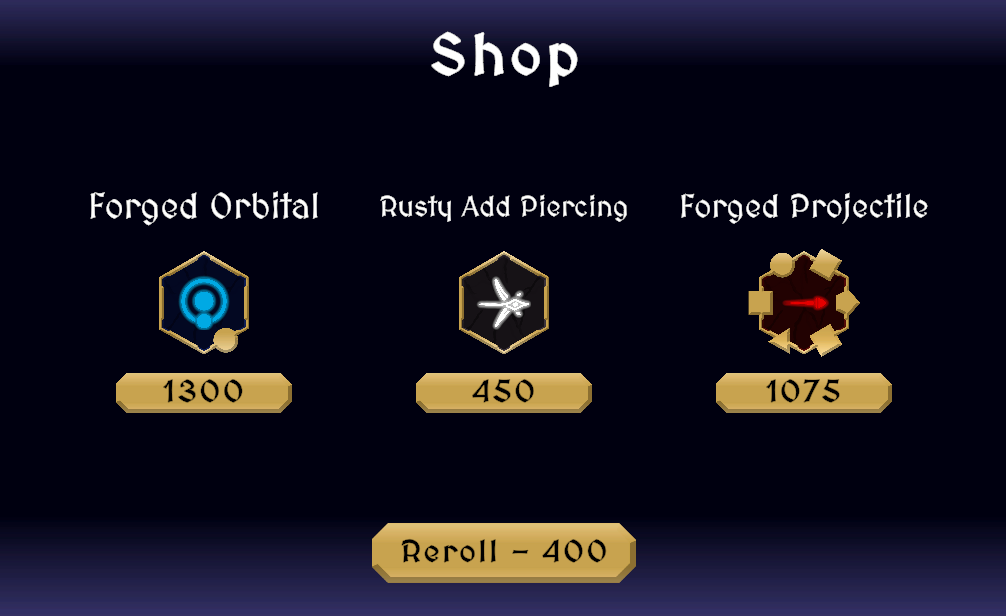 Shop
Forged Orbital
Rusty Add Piercing
Forged Projectile
1300
450
1075
Reroll - 400